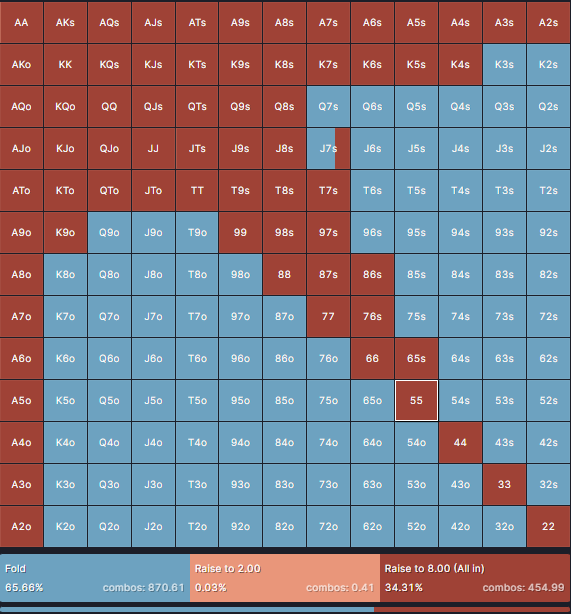 AA AKs AQs AJs ATs A9s A8s A7s A6s A5s A4s A3s A2s
AKo KK KQs KJs KTs K9s K8s K7s K6s K5s K4s K3s K2s
AQo KQo QQ QJs QTs Q9s Q8s Q7s Q6s Q5s Q4s Q3s Q2s
AJo KJo QJo JJ JTs J9s J8s J7s J6s J5s J4s J3s J2s
ATo KTo QTo JTo TT T9s T8s T7s T6s T5s T4s T3s T2s
A9o K9o Q9o J9o T9o 99 98s 97s 96s 95s 94s 93s 92s
A8o K8o Q8o J8o T8o 98o 88 87s 86s 85s 84s 83s 82s
A7o K7o Q7o J7o T7o 97o 87o 77 76s 75s 74s 73s 72s
A6o K6o Q6o J6o T6o 96o 86o 76o 66 65s 64s 63s 62s
A5o K5o Q5o J5o T5o 95o 85o 75o 65o 55 54s 53s 52s
A4o K4o Q4o J4o T4o 94o 84o 74o 64o 54o 44 43s 42s
A3o K3o Q3o J3o T3o 93o 83o 73o 63o 53o 43o 33 32s
A2o K2o Q2o J2o T2o 92o 82o 72o 62o 52o 42o 32o 22
Fold Raise to 2.00 Raise to 8.00 (All in)
65.66% combos: 870.61 0.03% combos: 0.41 34.31% combos: 454.99